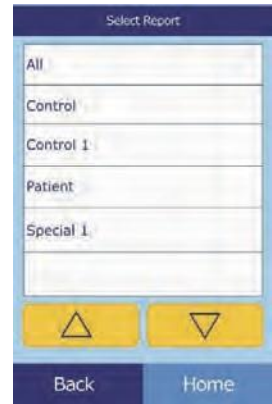 Select Report
All
Control
Control 1
Patient
Special 1
Back Home